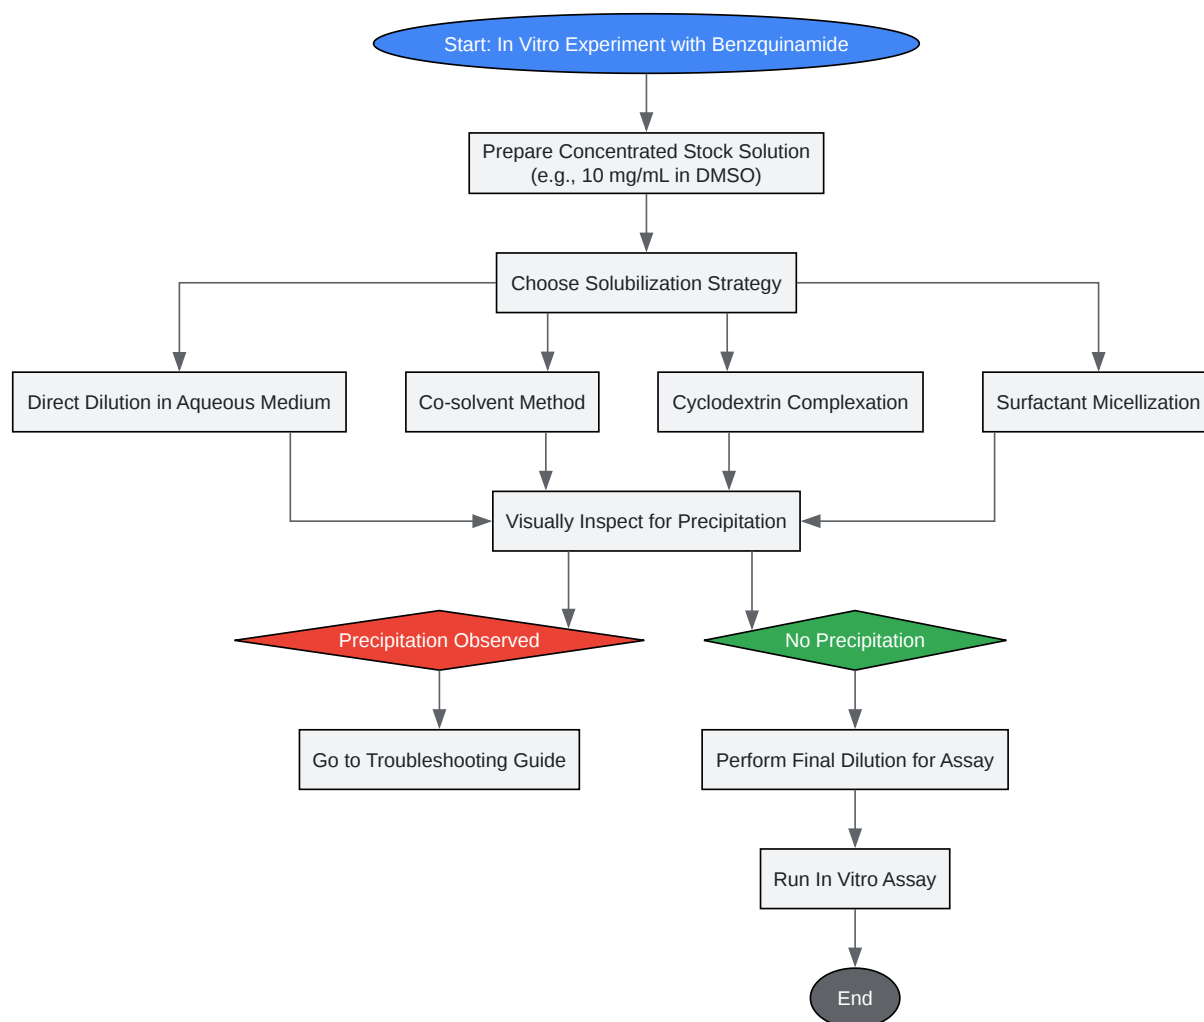 Start: In Vitro Experiment with Benzquinamide
Prepare Concentrated Stock Solution
(e.g., 10 mg/mL in DMSO)
Choose Solubilization Strategy
Direct Dilution in Aqueous Medium
Co-solvent Method
Cyclodextrin Complexation
Surfactant Micellization
Visually Inspect for Precipitation
Precipitation Observed
No Precipitation
Go to Troubleshooting Guide
Perform Final Dilution for Assay
Run In Vitro Assay
End